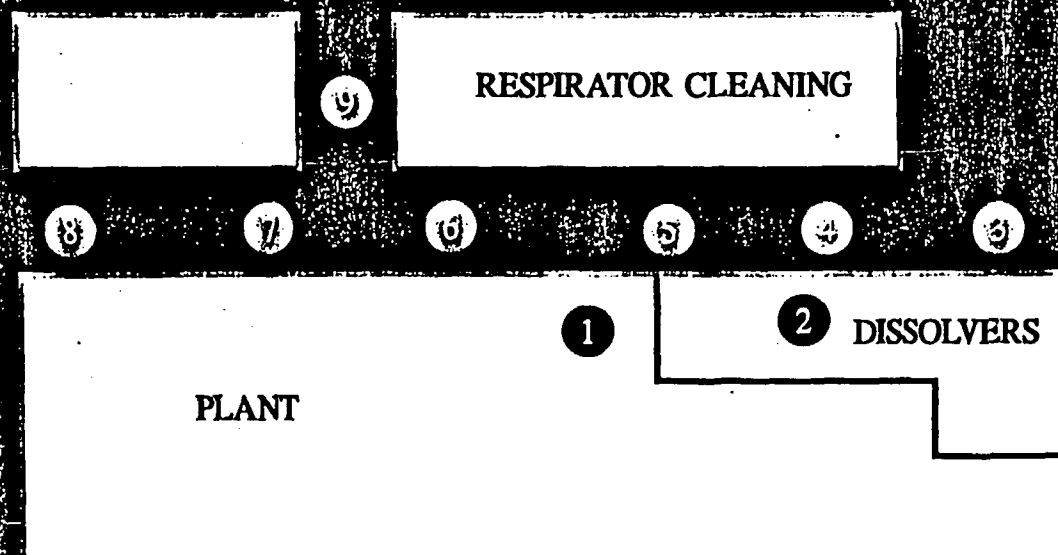 RESPIRATOR CLEANING
9
8 7 6 5 4 3
1 2 DISSOLVERS
PLANT